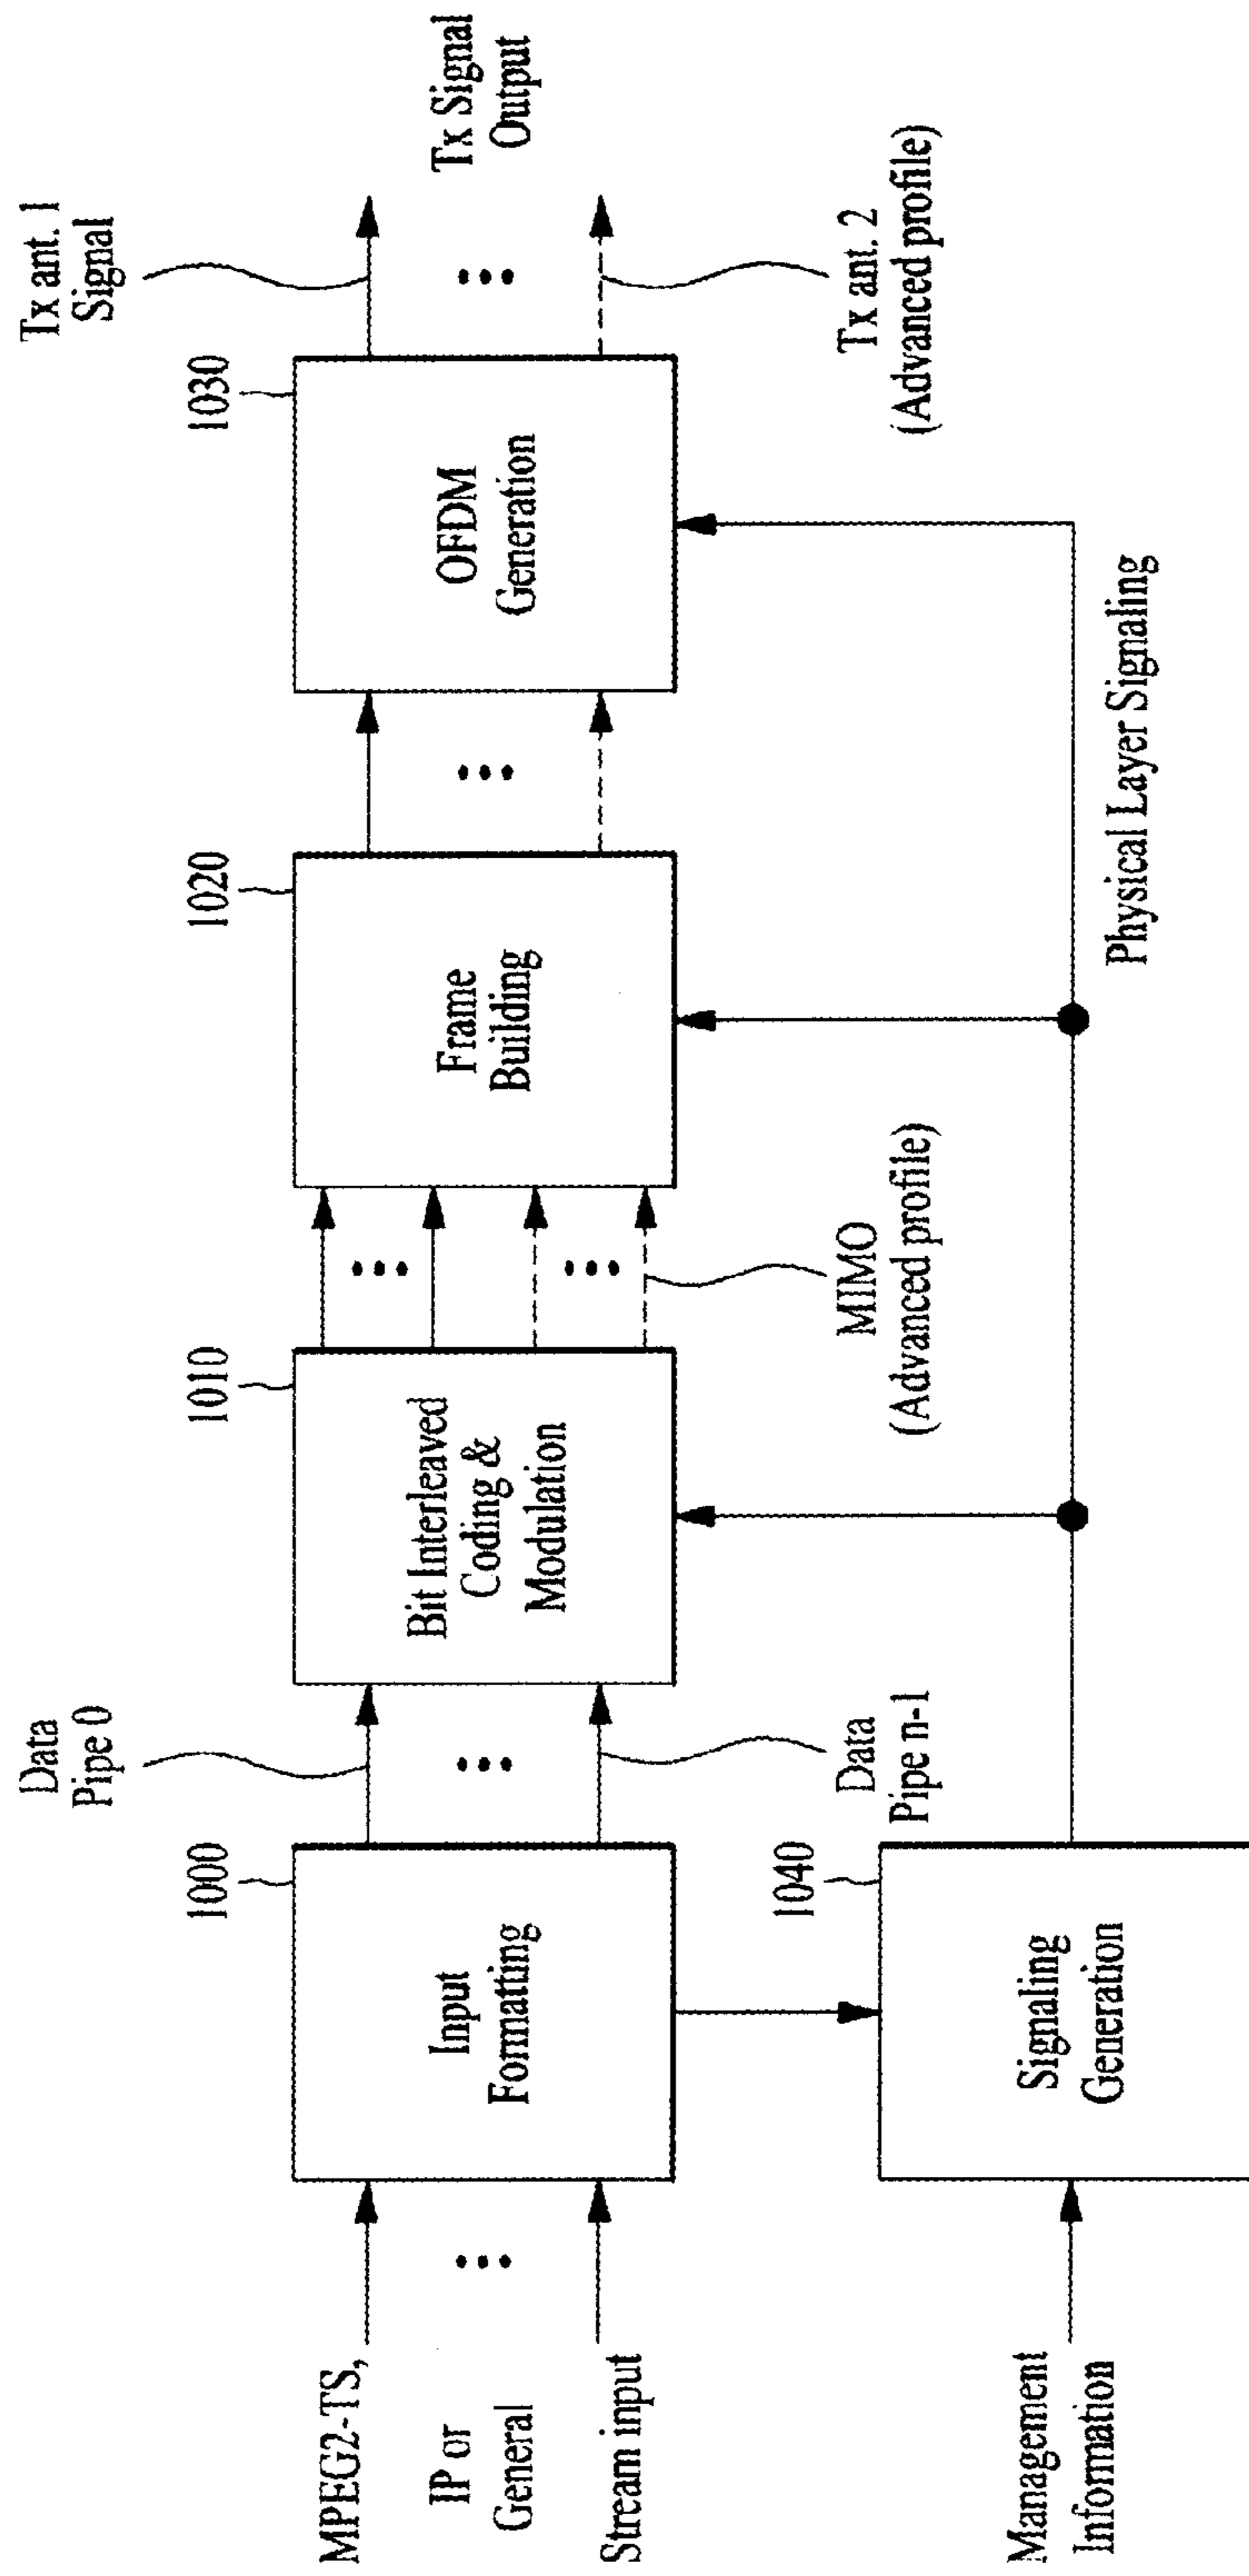 MPEG2-TS,
IP or
General
Stream input
Management
Information
1000
Input
Formatting
1040
Signaling
Generation
Data
Pipe 0
Data
Pipe n-1
1010
Bit Interleaved
Coding &
Modulation
MIMO
(Advanced profile)
1020
Frame
Building
Physical Layer Signaling
1030
OFDM
Generation
Tx ant. 1
Signal
Tx Signal
Output
Tx ant. 2
(Advanced profile)